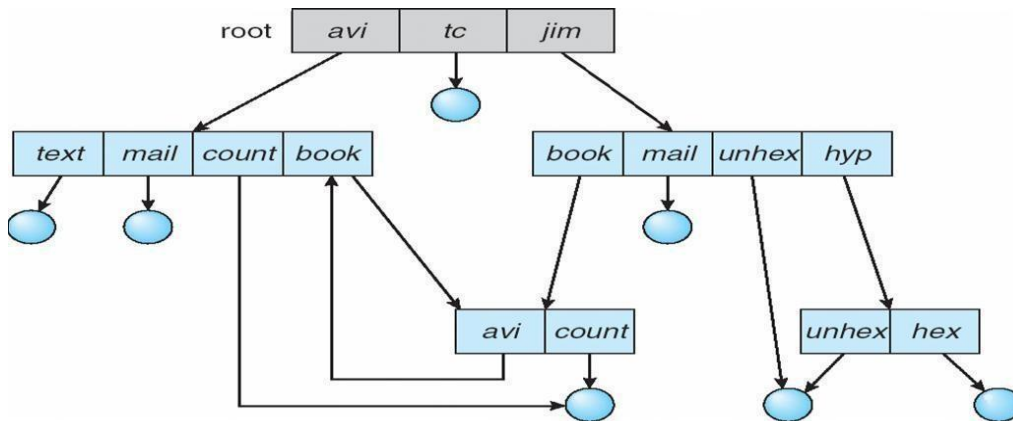 root avi tc jim
text mail count book book mail unhex hyp
avi count unhex hex